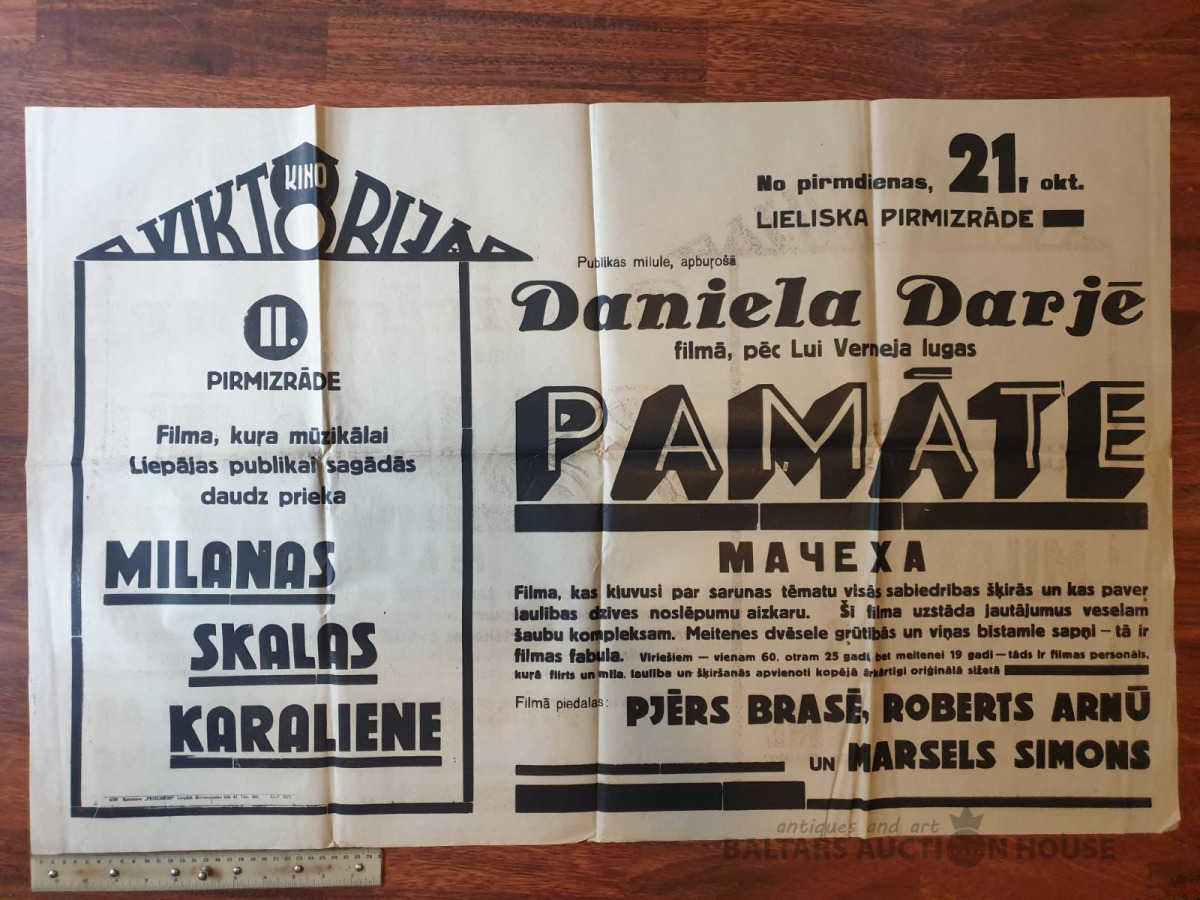 KINO
VIKTORIJA
II.
PIRMIZRĀDE
Filma, kuŗa mūzikālai
Liepājas publikai sagādās
daudz prieka
MILANAS
SKALAS
KARALIENE
No pirmdienas, 21. okt.
LIELISKA PIRMIZRĀDE
Publikas mīlule, apburošā
Daniela Darjē
filmā, pēc Lui Verneja lugas
PAMĀTE
МАЧЕХА
Filma, kas kļuvusi par sarunas tēmatu visās sabiedrības šķirās un kas paver
laulības dzīves noslēpumu aizkaru. Šī filma uzstāda jautājumus veselam
šaubu kompleksam. Meitenes dvēsele grūtībās un viņas bīstamie sapņi – tā ir
filmas fabula. Vīriešiem – vienam 60, otram 25 gadi, bet meitenei 19 gadi – tāds ir filmas personāls,
kurā flirts un mīla, laulība un šķiršanās apvienoti kopējā ārkārtīgi oriģinālā sižetā
Filmā piedalas: PJĒRS BRASĒ, ROBERTS ARNŪ
UN MARSELS SIMONS
antiques and art
BALTARS AUCTION HOUSE